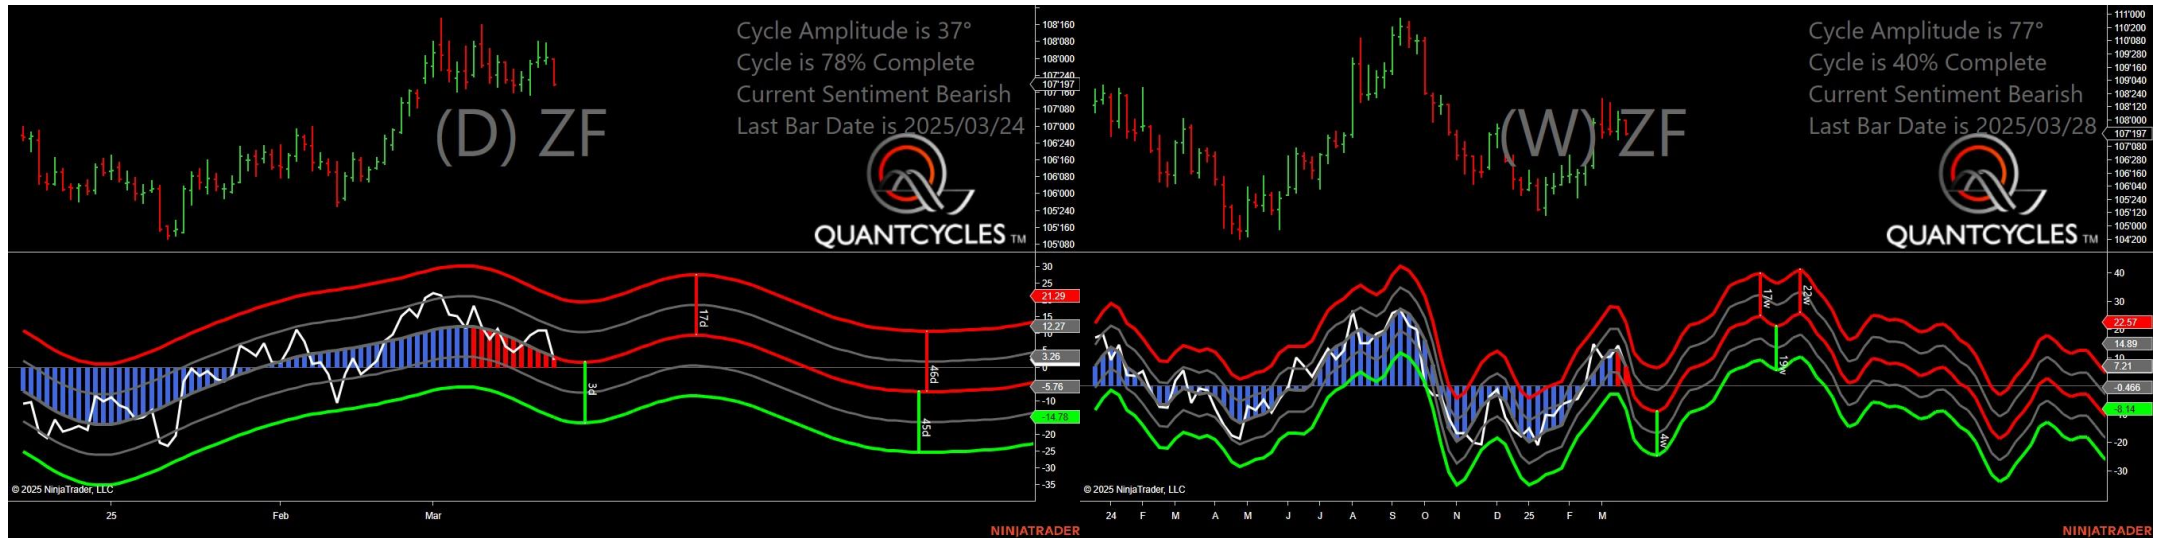 Cycle Amplitude is 37°
Cycle is 78% Complete
Current Sentiment Bearish
Last Bar Date is 2025/03/24
(D) ZF
QUANTCYCLES TM
108'160
108'080
108'000
107'240
107'197
107'160
107'080
107'000
106'240
106'160
106'080
106'000
105'240
105'160
105'080
30
21.29
15
12.27
3.26
0
-5.76
-10
-14.78
-20
-25
-30
-35
17d
3d
46d
45d
© 2025 NinjaTrader, LLC
25
Feb
Mar
NINJATRADER
Cycle Amplitude is 77°
Cycle is 40% Complete
Current Sentiment Bearish
Last Bar Date is 2025/03/28
(W) ZF
QUANTCYCLES TM
111'000
110'200
110'080
109'280
109'160
109'040
108'240
108'120
108'000
107'197
107'080
106'280
106'160
106'040
105'240
105'120
105'000
104'200
40
30
22.57
20
14.89
10
7.21
-0.466
-8.14
-20
-30
17w
22w
19w
4w
© 2025 NinjaTrader, LLC
24
F
M
A
M
J
J
A
S
O
N
D
25
F
M
NINJATRADER